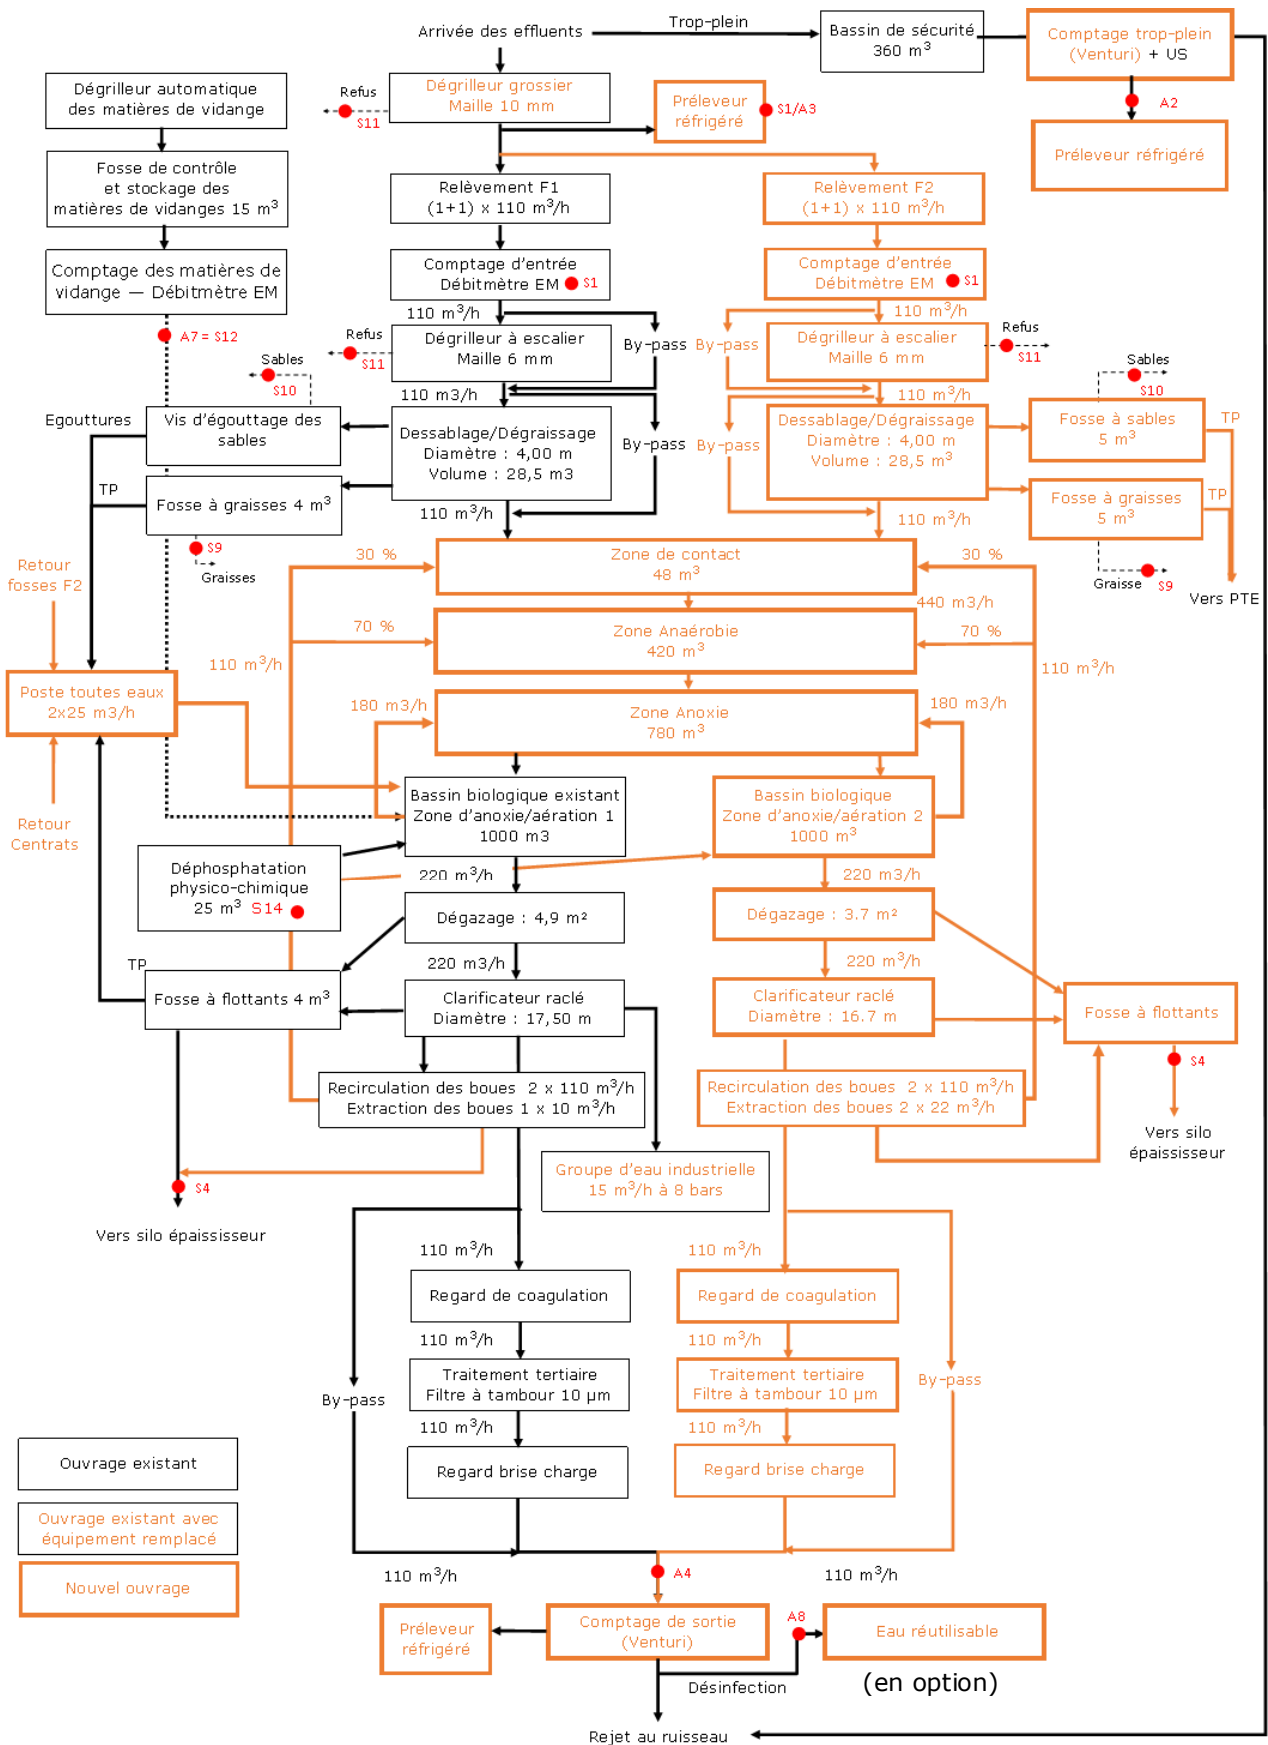 Arrivée des effluents
Trop-plein
Bassin de sécurité
360 m³
Comptage trop-plein
(Venturi) + US
A2
Préleveur réfrigéré
Dégrilleur automatique
des matières de vidange
Refus
S11
Dégrilleur grossier
Maille 10 mm
Préleveur
réfrigéré
S1/A3
Fosse de contrôle
et stockage des
matières de vidanges 15 m³
Relèvement F1
(1+1) x 110 m³/h
Relèvement F2
(1+1) x 110 m³/h
Comptage des matières de
vidange — Débitmètre EM
Comptage d'entrée
Débitmètre EM
S1
Comptage d'entrée
Débitmètre EM
S1
110 m³/h
110 m³/h
A7 = S12
Refus
S11
Dégrilleur à escalier
Maille 6 mm
By-pass
By-pass
Dégrilleur à escalier
Maille 6 mm
Refus
S11
Sables
S10
110 m3/h
110 m³/h
Sables
S10
Egouttures
Vis d'égouttage des
sables
Dessablage/Dégraissage
Diamètre : 4,00 m
Volume : 28,5 m3
By-pass
By-pass
Dessablage/Dégraissage
Diamètre : 4,00 m
Volume : 28,5 m³
Fosse à sables
5 m³
TP
TP
Fosse à graisses 4 m³
Fosse à graisses
5 m³
TP
110 m³/h
110 m³/h
S9
Graisses
Graisse
S9
Vers PTE
Retour
fosses F2
30 %
Zone de contact
48 m³
30 %
440 m3/h
70 %
Zone Anaérobie
420 m³
70 %
110 m³/h
110 m³/h
Poste toutes eaux
2x25 m3/h
180 m3/h
Zone Anoxie
780 m³
180 m3/h
Retour
Centrats
Bassin biologique existant
Zone d'anoxie/aération 1
1000 m3
Bassin biologique
Zone d'anoxie/aération 2
1000 m³
Déphosphatation
physico-chimique
25 m³ S14
220 m³/h
220 m3/h
Dégazage : 4,9 m²
Dégazage : 3.7 m²
TP
220 m3/h
220 m³/h
Fosse à flottants 4 m³
Clarificateur raclé
Diamètre : 17,50 m
Clarificateur raclé
Diamètre : 16.7 m
Fosse à flottants
S4
Recirculation des boues 2 x 110 m³/h
Extraction des boues 1 x 10 m³/h
Recirculation des boues 2 x 110 m³/h
Extraction des boues 2 x 22 m³/h
Vers silo
épaississeur
Groupe d'eau industrielle
15 m³/h à 8 bars
S4
Vers silo épaississeur
110 m³/h
110 m³/h
Regard de coagulation
Regard de coagulation
110 m³/h
110 m³/h
By-pass
Traitement tertiaire
Filtre à tambour 10 µm
Traitement tertiaire
Filtre à tambour 10 µm
By-pass
110 m³/h
110 m³/h
Regard brise charge
Regard brise charge
Ouvrage existant
Ouvrage existant avec
équipement remplacé
Nouvel ouvrage
110 m³/h
A4
110 m³/h
Préleveur
réfrigéré
Comptage de sortie
(Venturi)
A8
Eau réutilisable
(en option)
Désinfection
Rejet au ruisseau